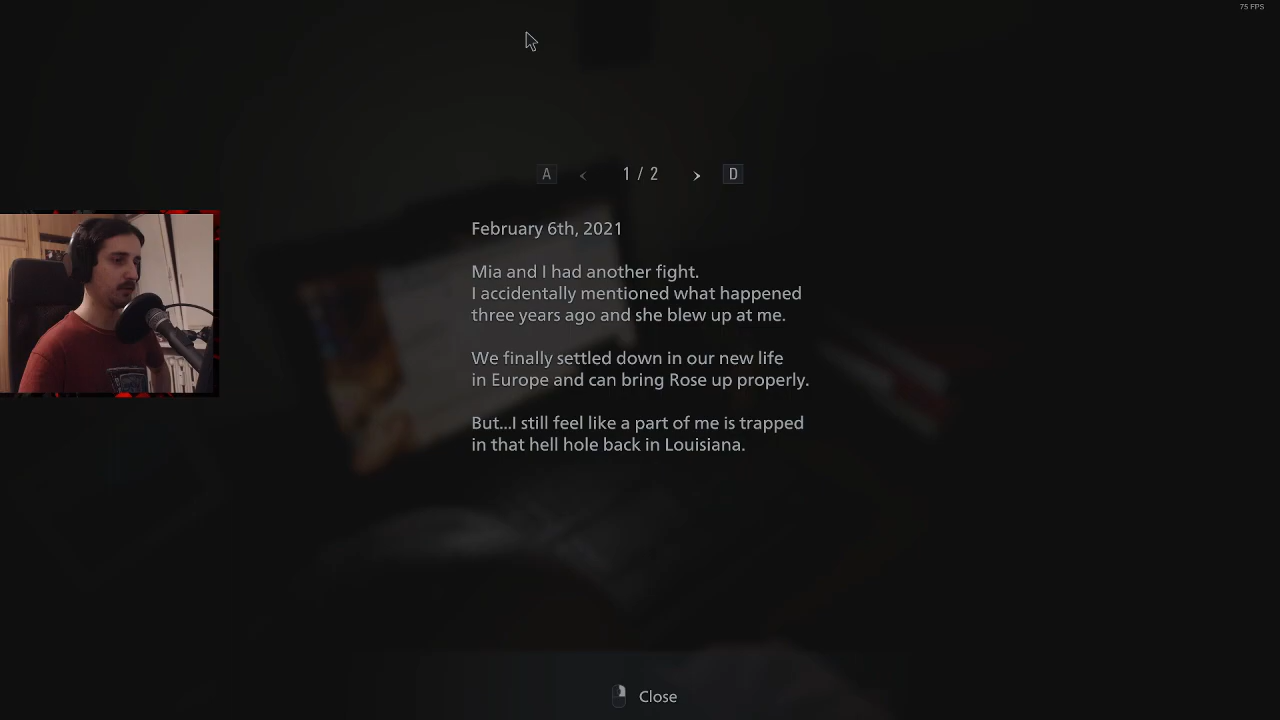 75 FPS
A < 1 / 2 > D
February 6th, 2021
Mia and I had another fight.
I accidentally mentioned what happened
three years ago and she blew up at me.
We finally settled down in our new life
in Europe and can bring Rose up properly.
But...I still feel like a part of me is trapped
in that hell hole back in Louisiana.
Close